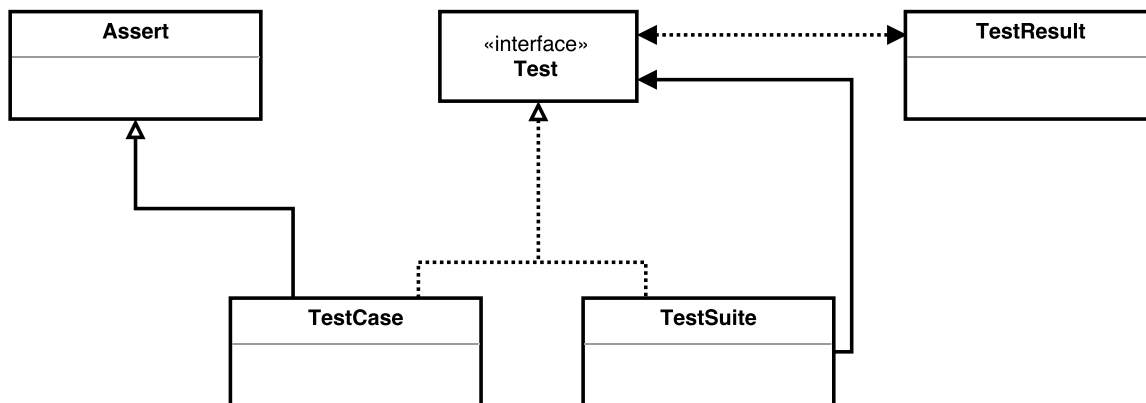 Assert
«interface»
Test
TestResult
TestCase
TestSuite